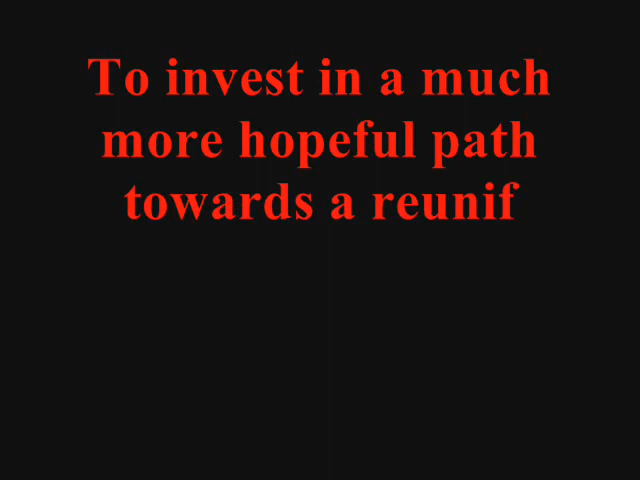 To invest in a much
more hopeful path
towards a reunif